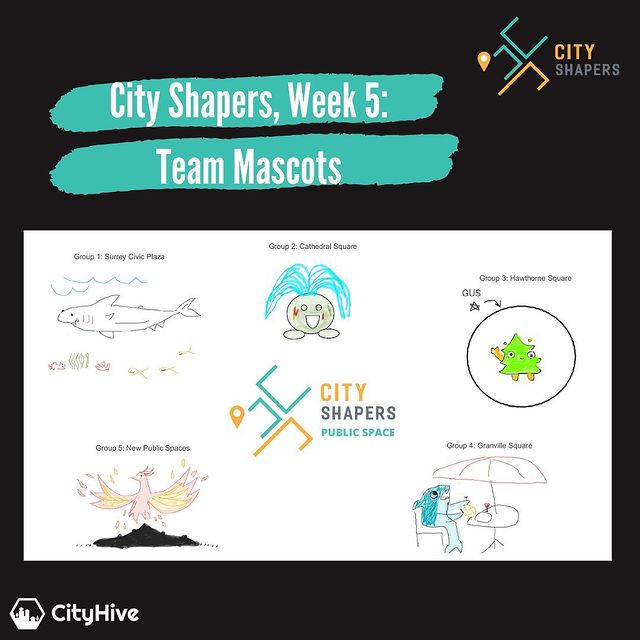 CITY
SHAPERS
City Shapers, Week 5:
Team Mascots
Group 1: Surrey Civic Plaza
Group 2: Cathedral Square
Group 3: Hawthorne Square
GUS
CITY
SHAPERS
PUBLIC SPACE
Group 5: New Public Spaces
Group 4: Granville Square
CityHive